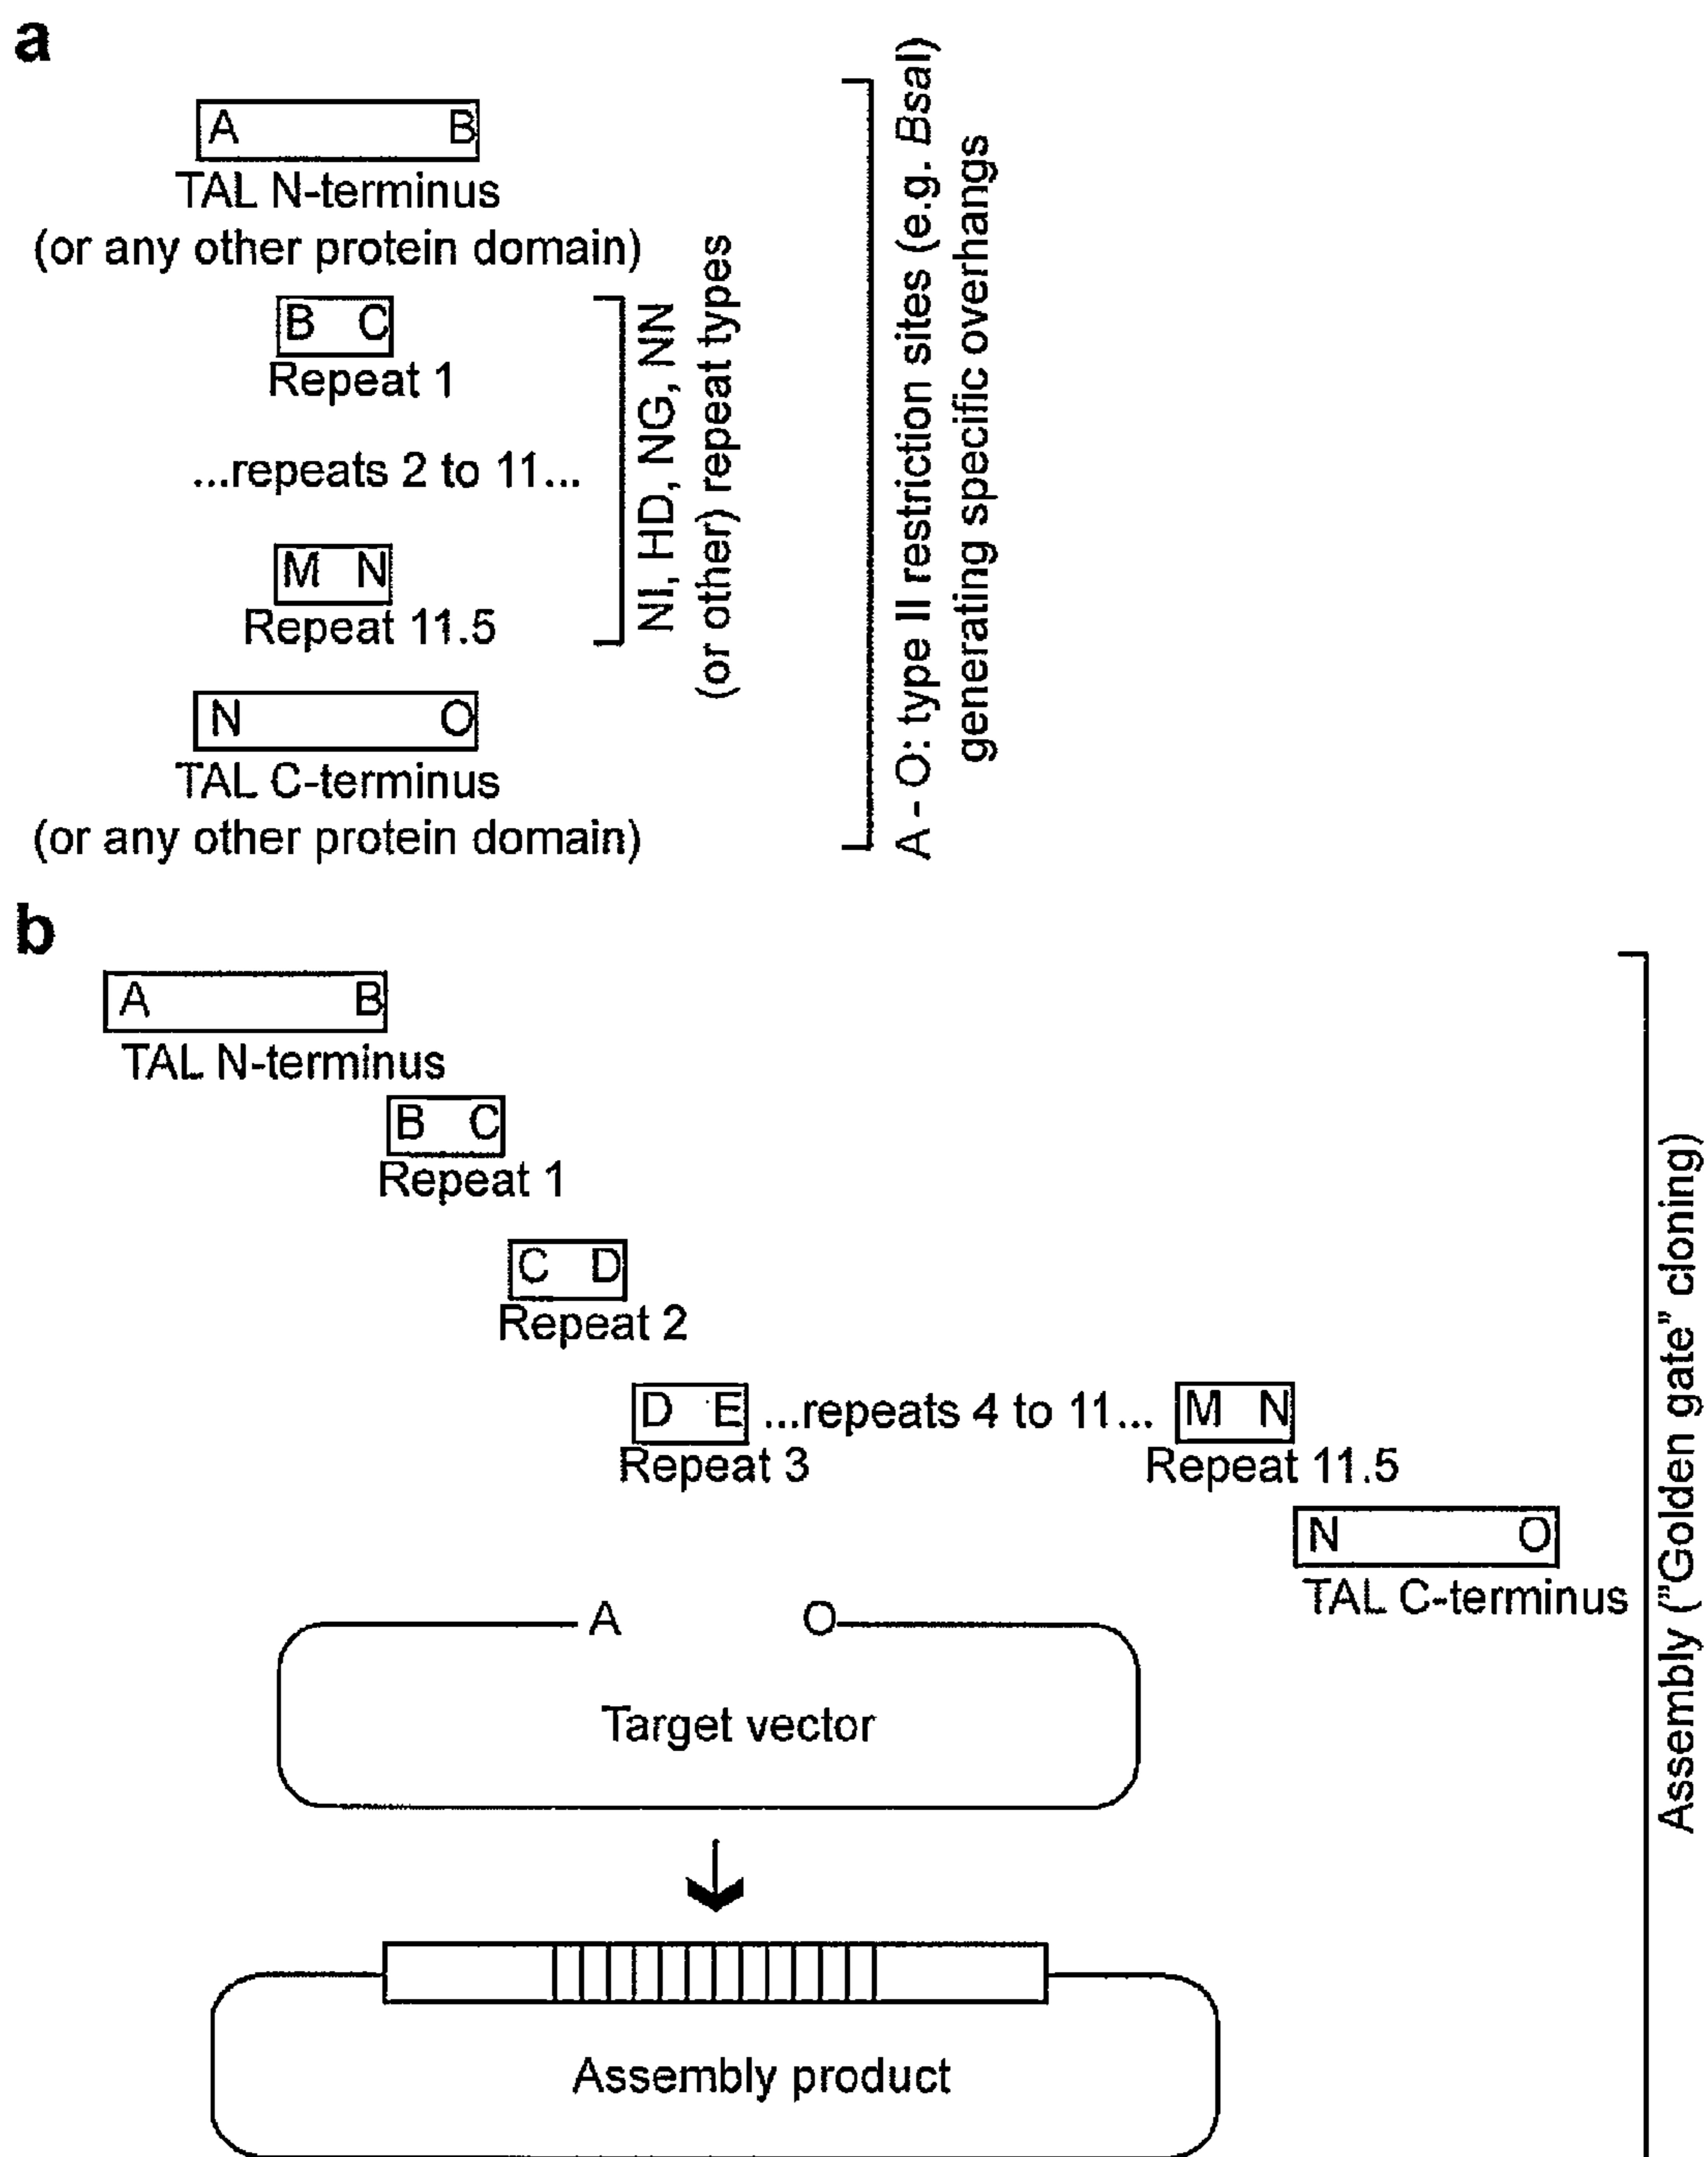 a
A B
TAL N-terminus
(or any other protein domain)
B C
Repeat 1
...repeats 2 to 11...
M N
Repeat 11.5
N O
TAL C-terminus
(or any other protein domain)
NI, HD, NG, NN
(or other) repeat types
A - O: type II restriction sites (e.g. BsaI)
generating specific overhangs
b
A B
TAL N-terminus
B C
Repeat 1
C D
Repeat 2
D E ...repeats 4 to 11... M N
Repeat 3 Repeat 11.5
N O
TAL C-terminus
A O
Target vector
Assembly product
Assembly ("Golden gate" cloning)